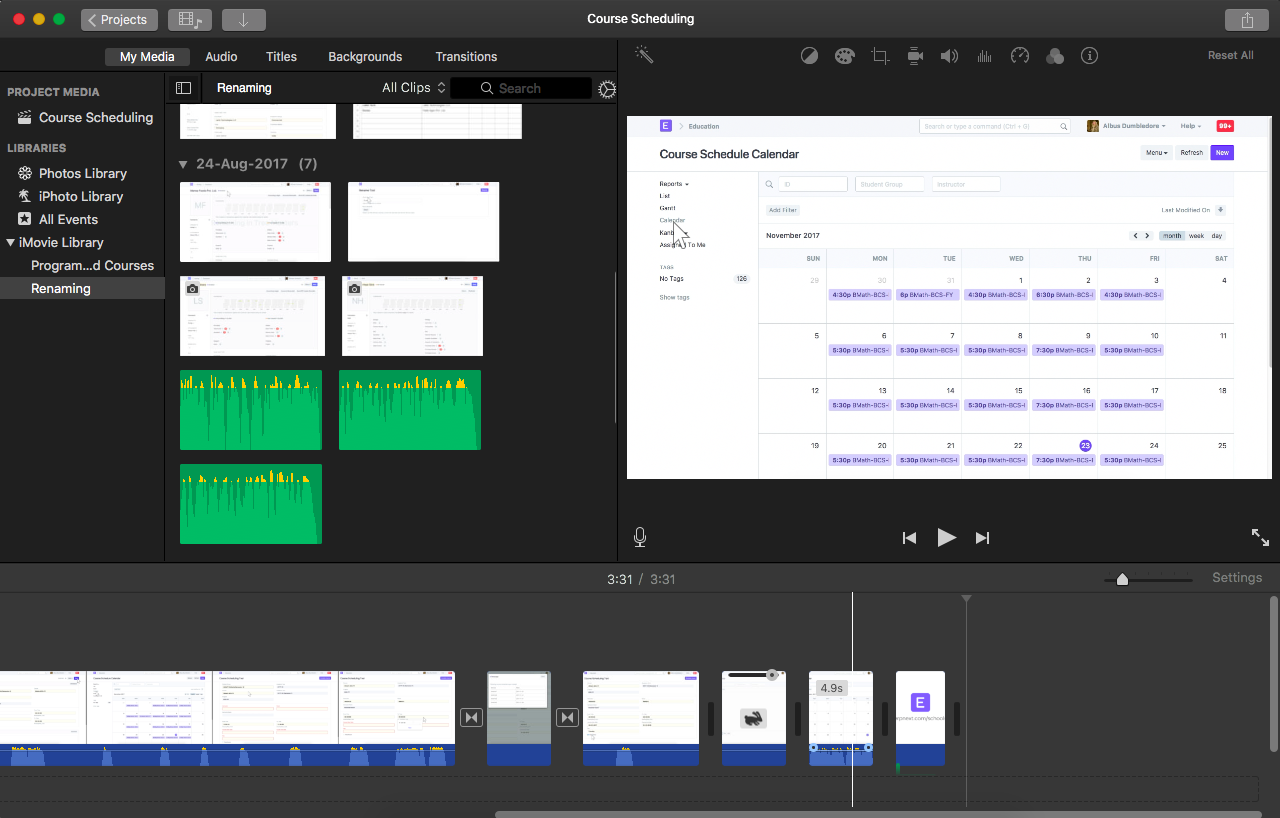 Projects
Course Scheduling
My Media Audio Titles Backgrounds Transitions
Reset All
PROJECT MEDIA
Course Scheduling
LIBRARIES
Photos Library
iPhoto Library
All Events
iMovie Library
Program...d Courses
Renaming
Renaming All Clips Search
24-Aug-2017 (7)
E Education
Search or type a command (Ctrl + G)
Albus Dumbledore Help 99+
Course Schedule Calendar
Menu Refresh New
Reports
List
Gantt
Calendar
Kanb
Assign To Me
TAGS
No Tags 126
Show tags
ID Student Group Instructor
Add Filter Last Modified On
November 2017 month week day
SUN MON TUE WED THU FRI SAT
29 30 31 1 2 3 4
4:30p BMath-BCS-I 6p BMath-BCS-FY 4:30p BMath-BCS-I 6:30p BMath-BCS-I 4:30p BMath-BCS-I
5 6 7 8 9 10 11
5:30p BMath-BCS-I 5:30p BMath-BCS-I 5:30p BMath-BCS-I 7:30p BMath-BCS-I 5:30p BMath-BCS-I
12 13 14 15 16 17 18
5:30p BMath-BCS-I 5:30p BMath-BCS-I 5:30p BMath-BCS-I 7:30p BMath-BCS-I 5:30p BMath-BCS-I
19 20 21 22 23 24 25
5:30p BMath-BCS-I 5:30p BMath-BCS-I 5:30p BMath-BCS-I 7:30p BMath-BCS-I 5:30p BMath-BCS-I
3:31 / 3:31
Settings
4.9s
E